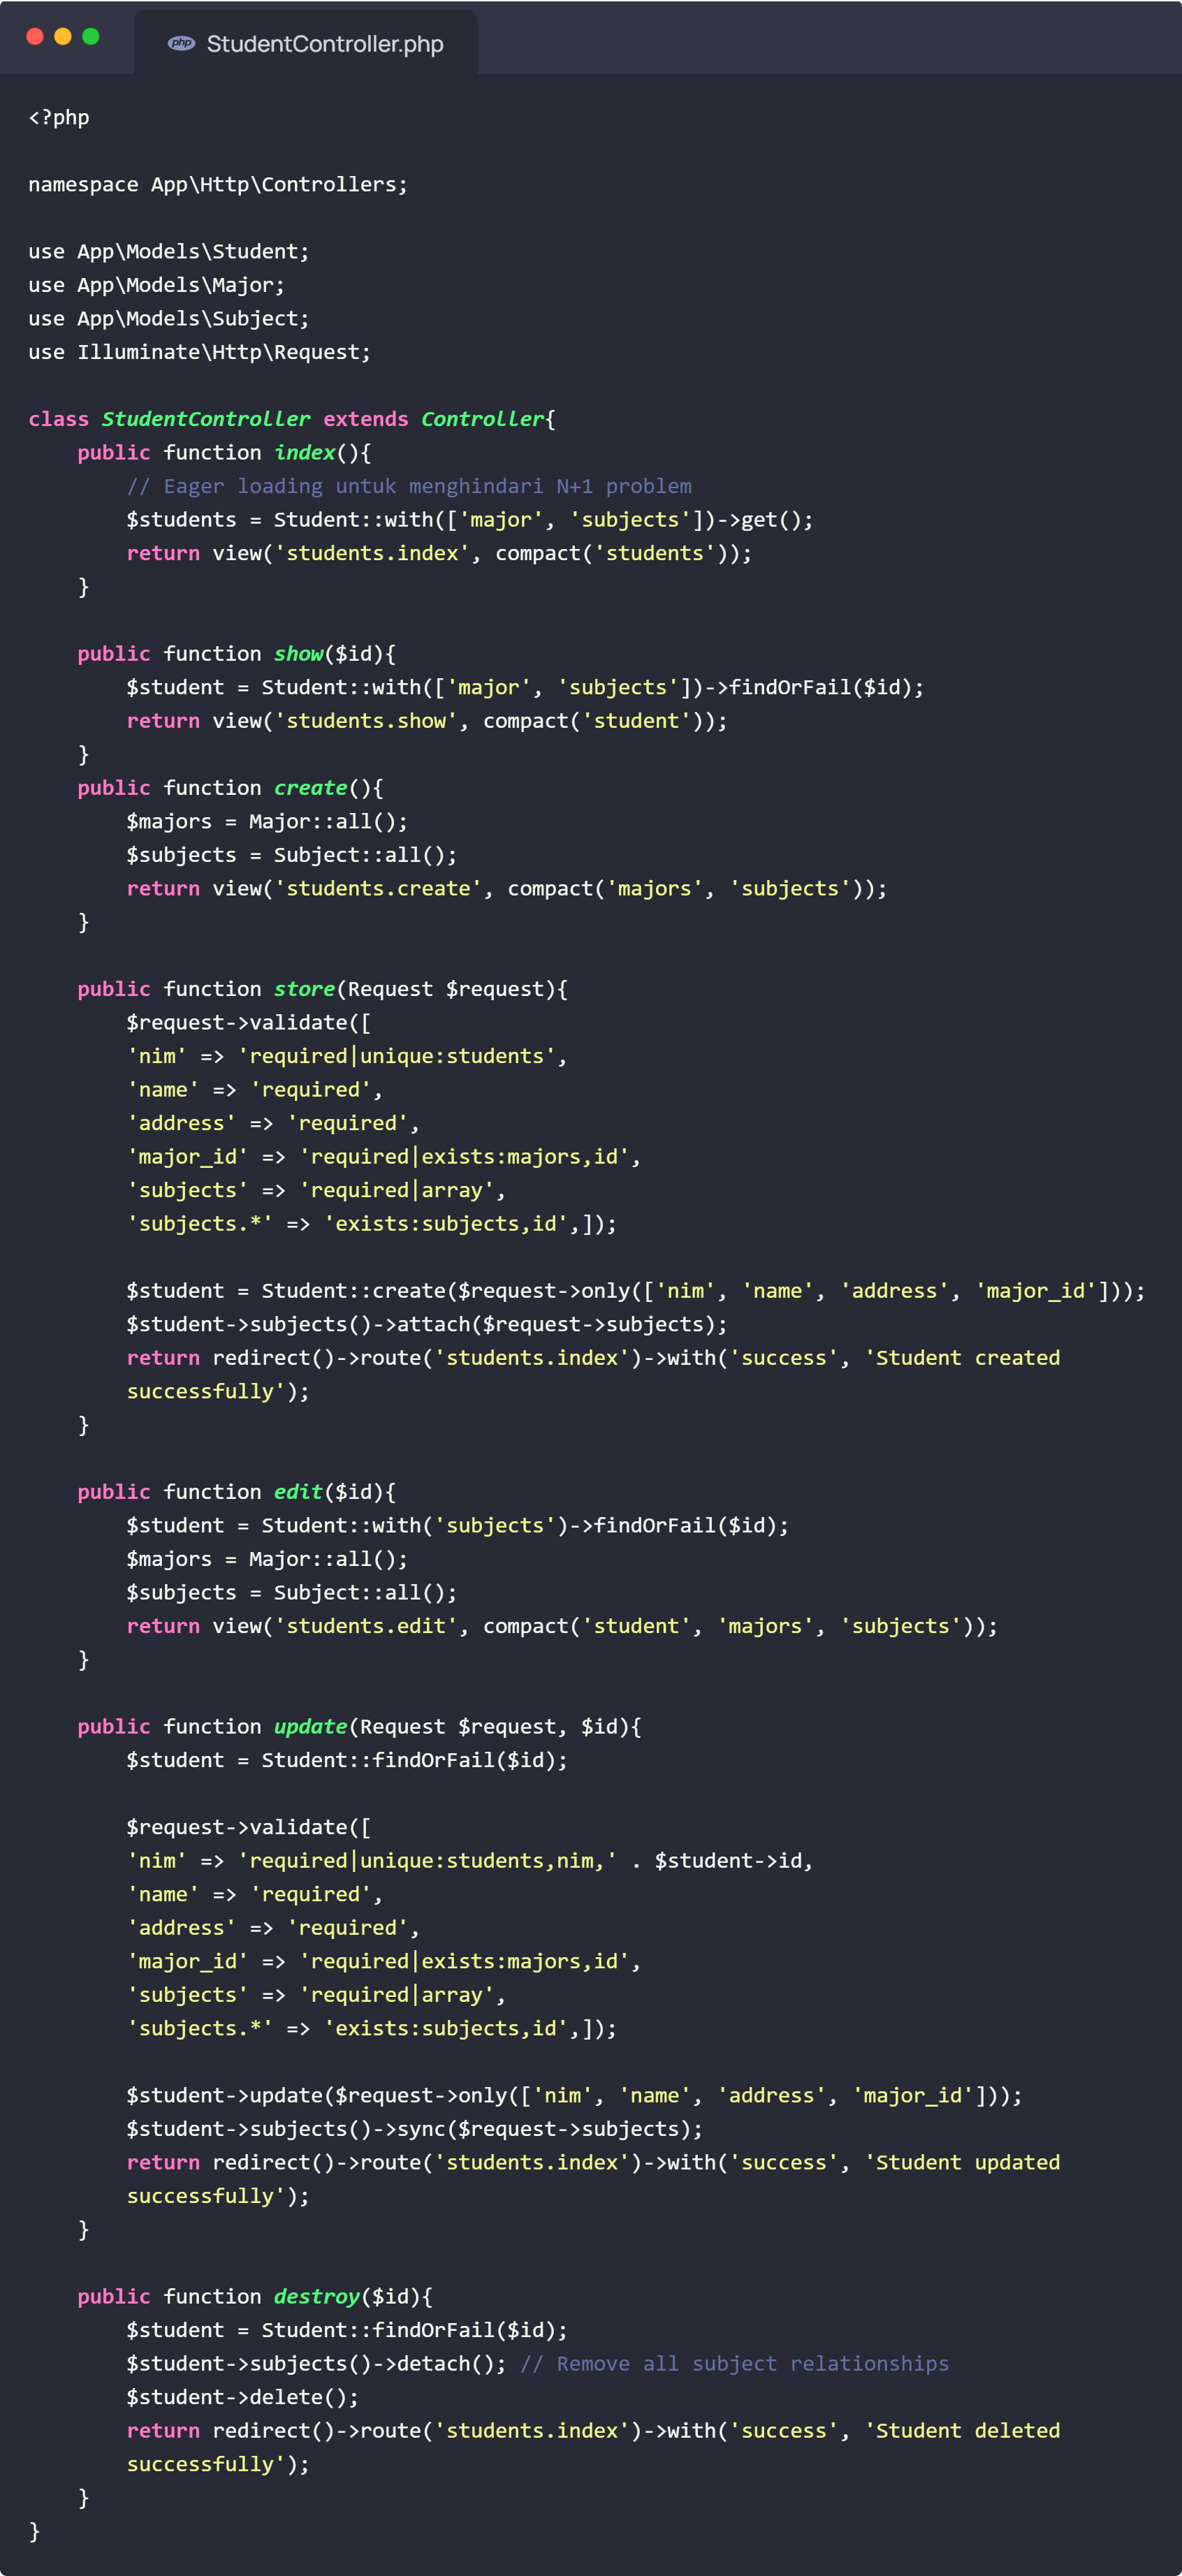 php StudentController.php
<?php

namespace App\Http\Controllers;

use App\Models\Student;
use App\Models\Major;
use App\Models\Subject;
use Illuminate\Http\Request;

class StudentController extends Controller{
    public function index(){
        // Eager loading untuk menghindari N+1 problem
        $students = Student::with(['major', 'subjects'])->get();
        return view('students.index', compact('students'));
    }

    public function show($id){
        $student = Student::with(['major', 'subjects'])->findOrFail($id);
        return view('students.show', compact('student'));
    }
    public function create(){
        $majors = Major::all();
        $subjects = Subject::all();
        return view('students.create', compact('majors', 'subjects'));
    }

    public function store(Request $request){
        $request->validate([
        'nim' => 'required|unique:students',
        'name' => 'required',
        'address' => 'required',
        'major_id' => 'required|exists:majors,id',
        'subjects' => 'required|array',
        'subjects.*' => 'exists:subjects,id',]);

        $student = Student::create($request->only(['nim', 'name', 'address', 'major_id']));
        $student->subjects()->attach($request->subjects);
        return redirect()->route('students.index')->with('success', 'Student created
        successfully');
    }

    public function edit($id){
        $student = Student::with('subjects')->findOrFail($id);
        $majors = Major::all();
        $subjects = Subject::all();
        return view('students.edit', compact('student', 'majors', 'subjects'));
    }

    public function update(Request $request, $id){
        $student = Student::findOrFail($id);

        $request->validate([
        'nim' => 'required|unique:students,nim,' . $student->id,
        'name' => 'required',
        'address' => 'required',
        'major_id' => 'required|exists:majors,id',
        'subjects' => 'required|array',
        'subjects.*' => 'exists:subjects,id',]);

        $student->update($request->only(['nim', 'name', 'address', 'major_id']));
        $student->subjects()->sync($request->subjects);
        return redirect()->route('students.index')->with('success', 'Student updated
        successfully');
    }

    public function destroy($id){
        $student = Student::findOrFail($id);
        $student->subjects()->detach(); // Remove all subject relationships
        $student->delete();
        return redirect()->route('students.index')->with('success', 'Student deleted
        successfully');
    }
}